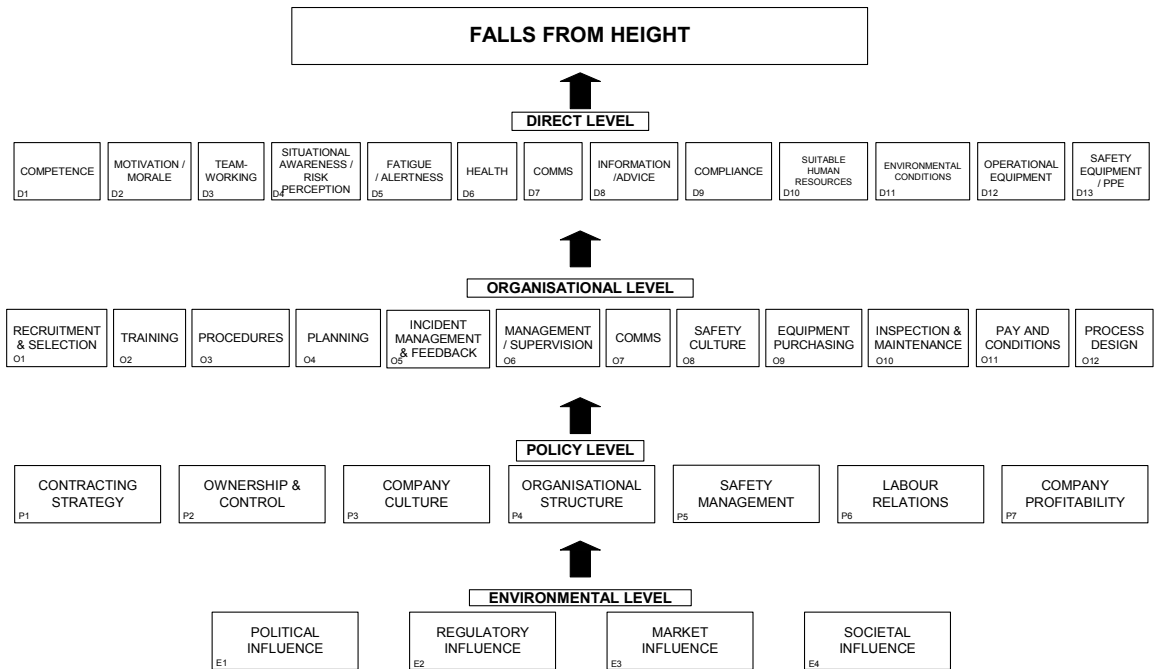 FALLS FROM HEIGHT
DIRECT LEVEL
COMPETENCE
D1
MOTIVATION /
MORALE
D2
TEAM-
WORKING
D3
SITUATIONAL
AWARENESS /
RISK
PERCEPTION
D4
FATIGUE
/ ALERTNESS
D5
HEALTH
D6
COMMS
D7
INFORMATION
/ADVICE
D8
COMPLIANCE
D9
SUITABLE
HUMAN
RESOURCES
D10
ENVIRONMENTAL
CONDITIONS
D11
OPERATIONAL
EQUIPMENT
D12
SAFETY
EQUIPMENT
/ PPE
D13
ORGANISATIONAL LEVEL
RECRUITMENT
& SELECTION
O1
TRAINING
O2
PROCEDURES
O3
PLANNING
O4
INCIDENT
MANAGEMENT
& FEEDBACK
O5
MANAGEMENT
/ SUPERVISION
O6
COMMS
O7
SAFETY
CULTURE
O8
EQUIPMENT
PURCHASING
O9
INSPECTION &
MAINTENANCE
O10
PAY AND
CONDITIONS
O11
PROCESS
DESIGN
O12
POLICY LEVEL
CONTRACTING
STRATEGY
P1
OWNERSHIP &
CONTROL
P2
COMPANY
CULTURE
P3
ORGANISATIONAL
STRUCTURE
P4
SAFETY
MANAGEMENT
P5
LABOUR
RELATIONS
P6
COMPANY
PROFITABILITY
P7
ENVIRONMENTAL LEVEL
POLITICAL
INFLUENCE
E1
REGULATORY
INFLUENCE
E2
MARKET
INFLUENCE
E3
SOCIETAL
INFLUENCE
E4